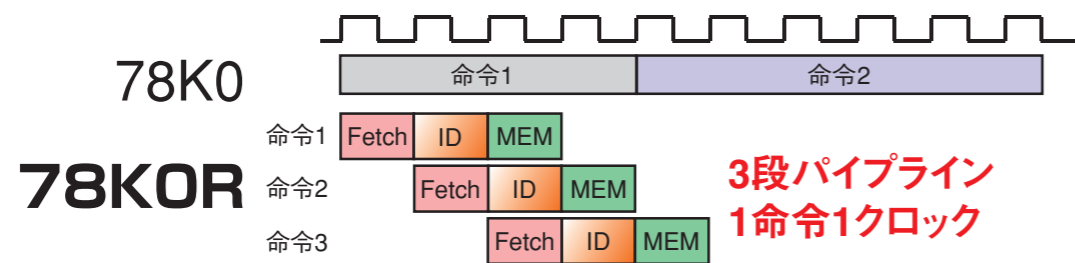 78K0
命令1
命令2
78K0R
命令1
Fetch
ID
MEM
命令2
Fetch
ID
MEM
命令3
Fetch
ID
MEM
3段パイプライン
1命令1クロック